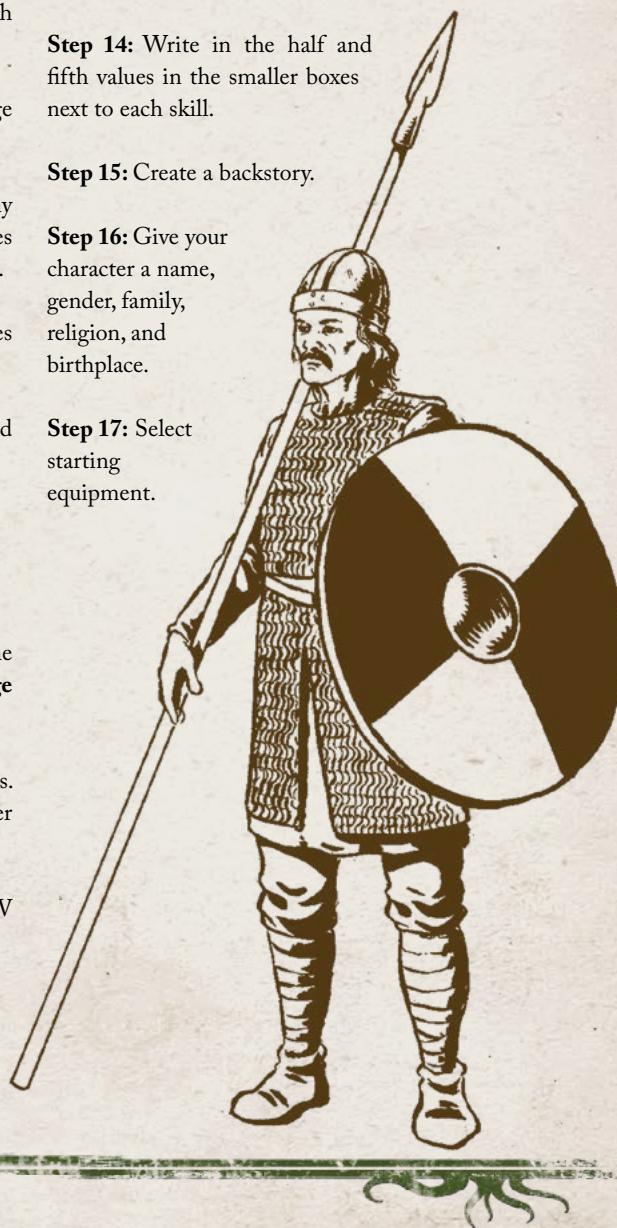 Step 14: Write in the half and
fifth values in the smaller boxes
next to each skill.
Step 15: Create a backstory.
Step 16: Give your
character a name,
gender, family,
religion, and
birthplace.
Step 17: Select
starting
equipment.